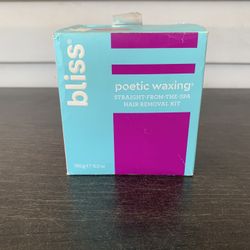 bliss®
poetic waxing®
STRAIGHT-FROM-THE-SPA
HAIR REMOVAL KIT